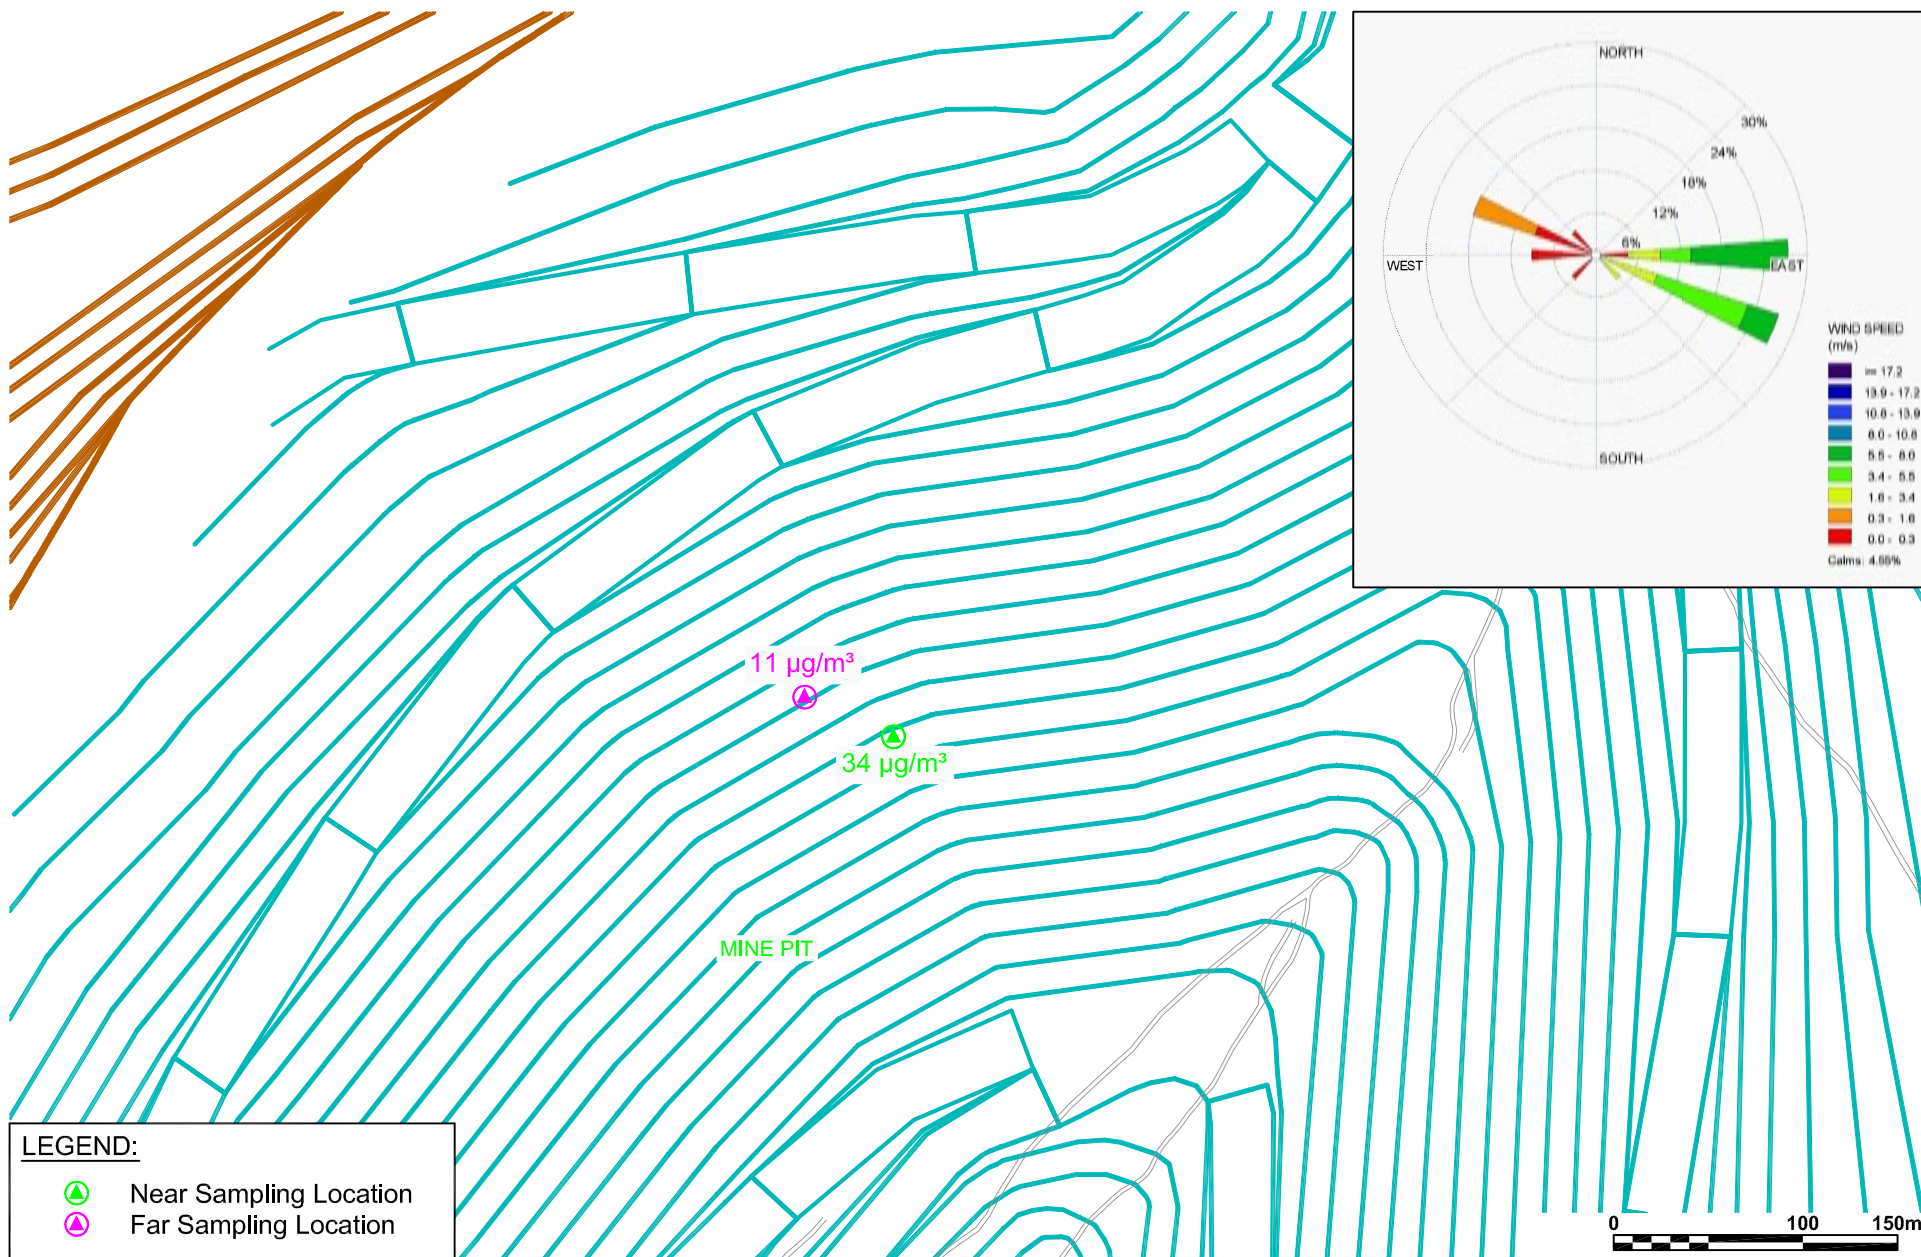 NORTH
30%
24%
18%
12%
6%
WEST
EAST
SOUTH
WIND SPEED
(m/s)
>= 17.2
13.9 - 17.2
10.8 - 13.9
8.0 - 10.8
5.5 - 8.0
3.4 - 5.5
1.6 - 3.4
0.3 - 1.6
0.0 - 0.3
11 µg/m³
34 µg/m³
MINE PIT
LEGEND:
Near Sampling Location
Far Sampling Location
0 100 150m